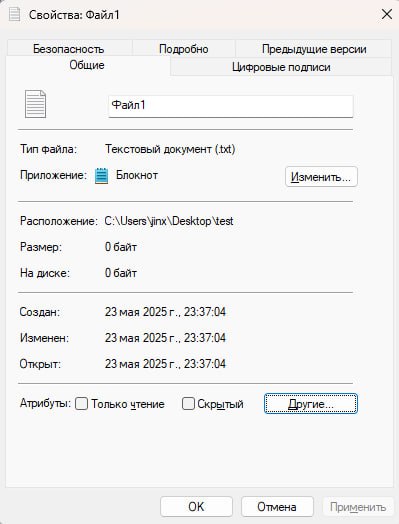 Свойства: Файл1
Безопасность Подробно Предыдущие версии
Общие Цифровые подписи
Файл1
Тип файла: Текстовый документ (.txt)
Приложение: Блокнот Изменить...
Расположение: C:\Users\jinx\Desktop\test
Размер: 0 байт
На диске: 0 байт
Создан: 23 мая 2025 г., 23:37:04
Изменен: 23 мая 2025 г., 23:37:04
Открыт: 23 мая 2025 г., 23:37:04
Атрибуты: Только чтение Скрытый Другие...
OK Отмена Применить